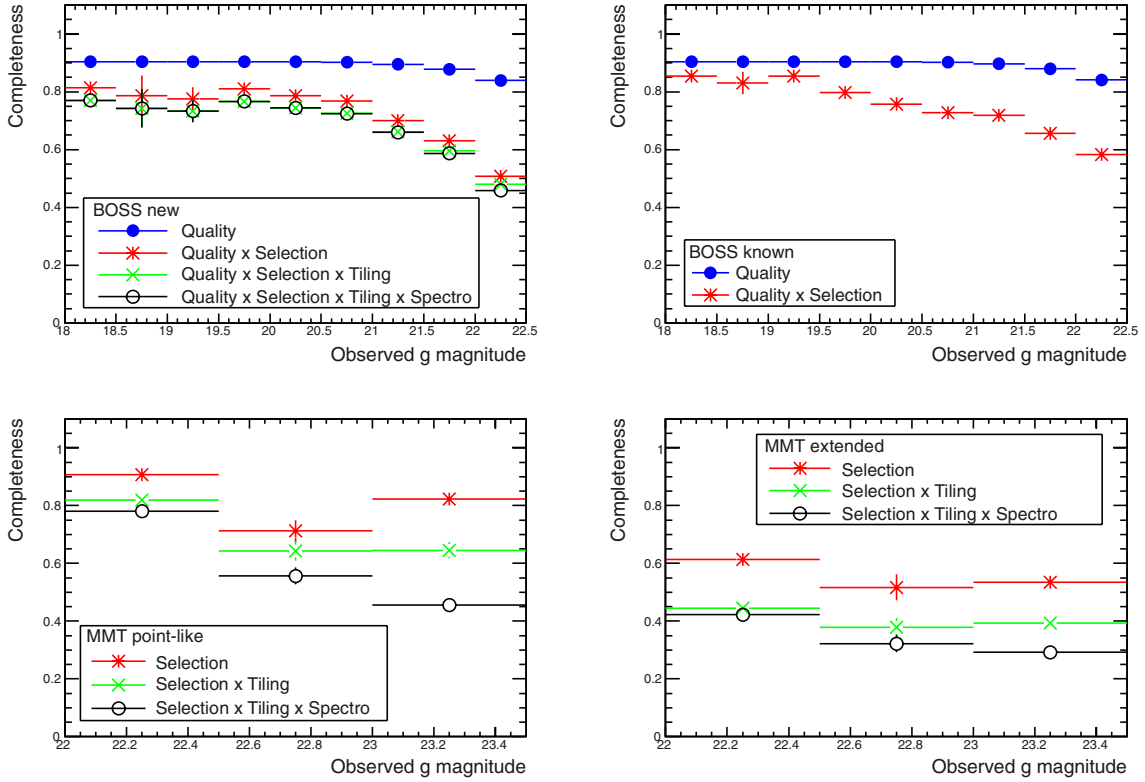 Completeness
1
0.8
0.6
0.4
0.2
0
BOSS new
Quality
Quality x Selection
Quality x Selection x Tiling
Quality x Selection x Tiling x Spectro
18 18.5 19 19.5 20 20.5 21 21.5 22 22.5
Observed g magnitude
Completeness
1
0.8
0.6
0.4
0.2
0
BOSS known
Quality
Quality x Selection
18 18.5 19 19.5 20 20.5 21 21.5 22 22.5
Observed g magnitude
Completeness
1
0.8
0.6
0.4
0.2
0
MMT point-like
Selection
Selection x Tiling
Selection x Tiling x Spectro
22 22.2 22.4 22.6 22.8 23 23.2 23.4
Observed g magnitude
Completeness
1
0.8
0.6
0.4
0.2
0
MMT extended
Selection
Selection x Tiling
Selection x Tiling x Spectro
22 22.2 22.4 22.6 22.8 23 23.2 23.4
Observed g magnitude